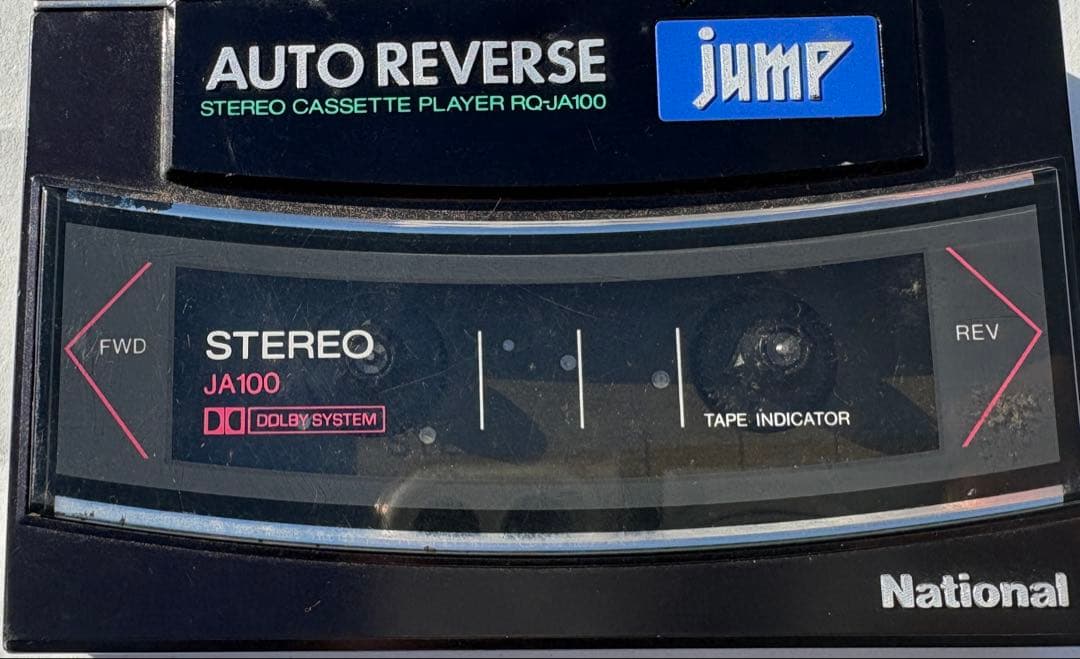 AUTO REVERSE
STEREO CASSETTE PLAYER RQ-JA100
jump
FWD
STEREO
JA100
DOLBY SYSTEM
TAPE INDICATOR
REV
National